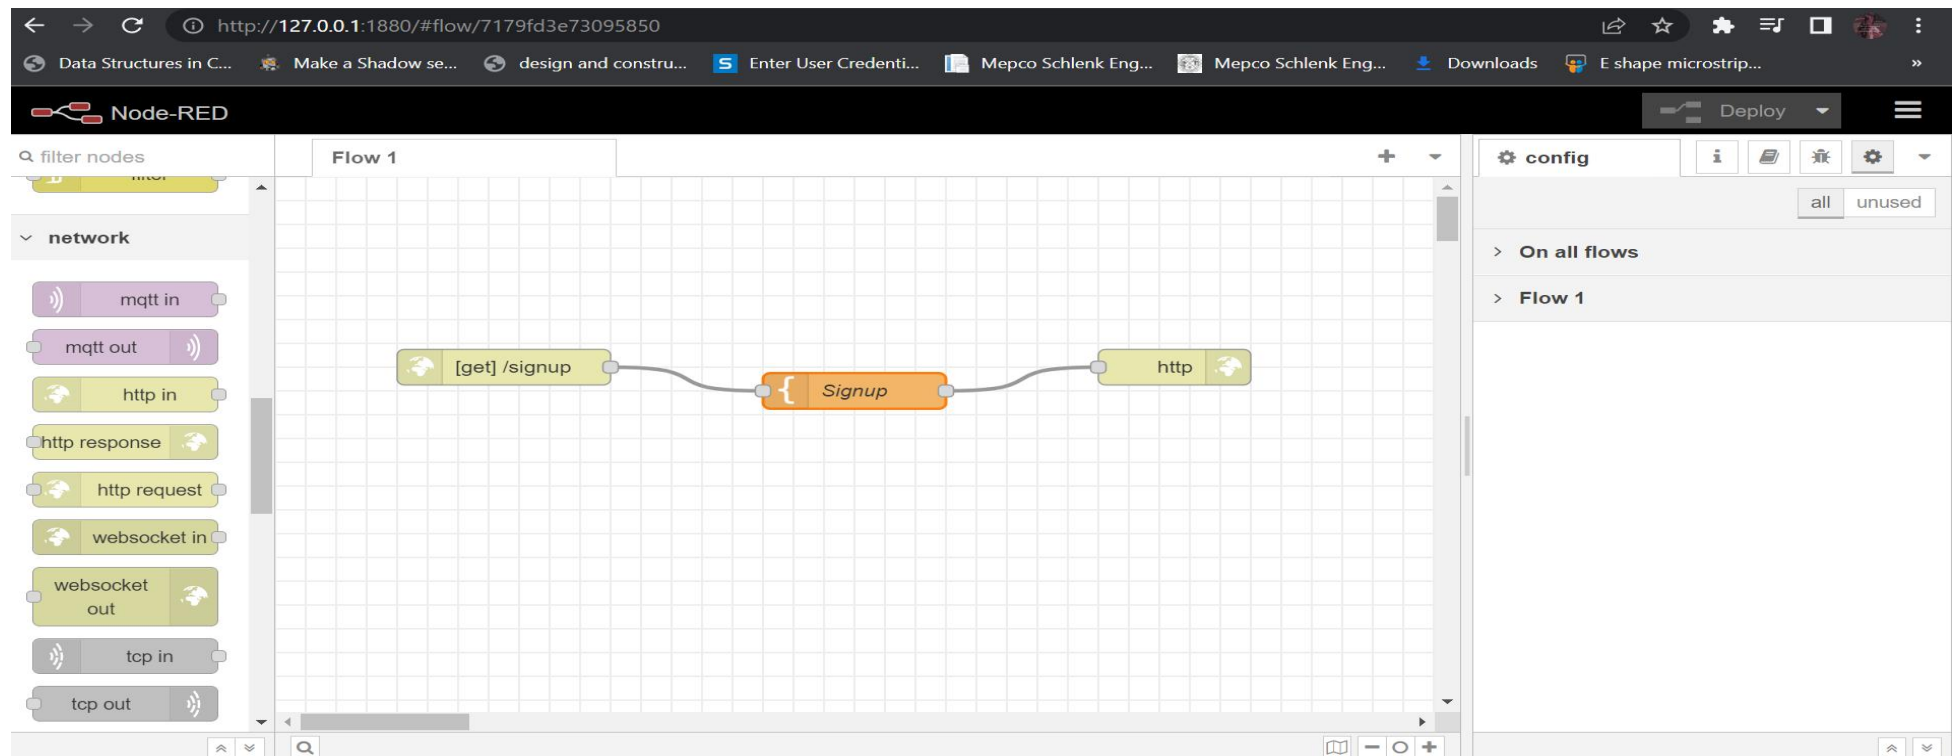 http://127.0.0.1:1880/#flow/7179fd3e73095850
Data Structures in C... Make a Shadow se... design and constru... S Enter User Credenti... Mepco Schlenk Eng... Mepco Schlenk Eng... Downloads E shape microstrip... »
Node-RED Deploy
filter nodes Flow 1 config
filter
all unused
network
On all flows
mqtt in
Flow 1
mqtt out
[get] /signup
http
Signup
http in
http response
http request
websocket in
websocket
out
tcp in
tcp out